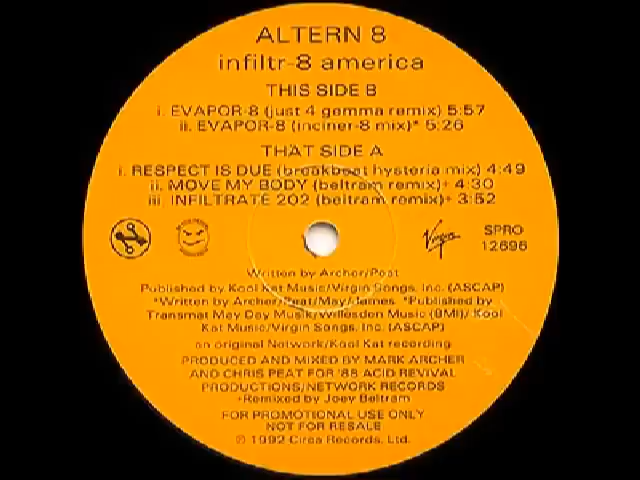 ALTERN 8
infiltr-8 america
THIS SIDE B
i. EVAPOR-8 (just 4 gemma remix) 5:57
ii. EVAPOR-8 (inciner-8 mix)* 5:26
THAT SIDE A
i. RESPECT IS DUE (breakbeat hysteria mix) 4:49
ii. MOVE MY BODY (beltram remix)+ 4:30
iii. INFILTRATE 202 (beltram remix)+ 3:52
Virgin
SPRO
12696
Written by Archer/Peat
Published by Kool Kat Music/Virgin Songs, Inc. (ASCAP)
*Written by Archer/Peat/May/James *Published by
Transmat May Day Musik/Willesden Music (BMI)/Kool
Kat Music/Virgin Songs, Inc. (ASCAP)
an original Network/Kool Kat recording
PRODUCED AND MIXED BY MARK ARCHER
AND CHRIS PEAT FOR '88 ACID REVIVAL
PRODUCTIONS/NETWORK RECORDS
+Remixed by Joey Beltram
FOR PROMOTIONAL USE ONLY
NOT FOR RESALE
℗ 1992 Circa Records, Ltd.